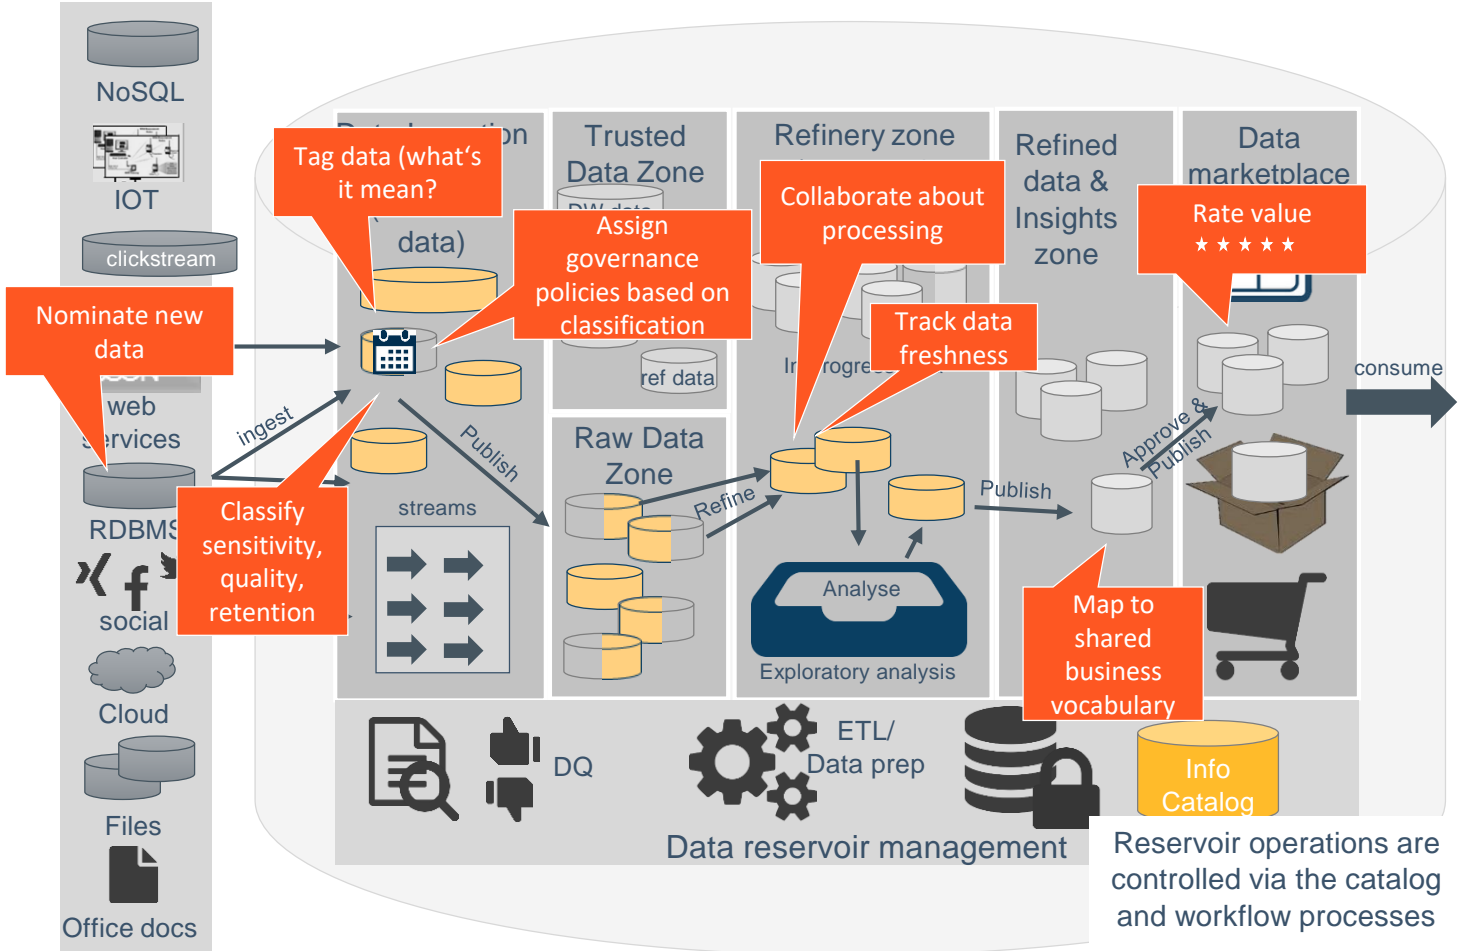 NoSQL
IOT
clickstream
Nominate new
data
web
services
RDBMS
social
Cloud
Files
Office docs
ingest
Tag data (what's
it mean?
data)
Assign
governance
policies based on
classification
Classify
sensitivity,
quality,
retention
Publish
streams
Trusted
Data Zone
ref data
Raw Data
Zone
Refine
Refinery zone
Collaborate about
processing
Track data
freshness
Analyse
Exploratory analysis
Publish
Refined
data &
Insights
zone
Map to
shared
business
vocabulary
Data
marketplace
Rate value
Approve &
Publish
consume
DQ
ETL/
Data prep
Info
Catalog
Data reservoir management
Reservoir operations are
controlled via the catalog
and workflow processes